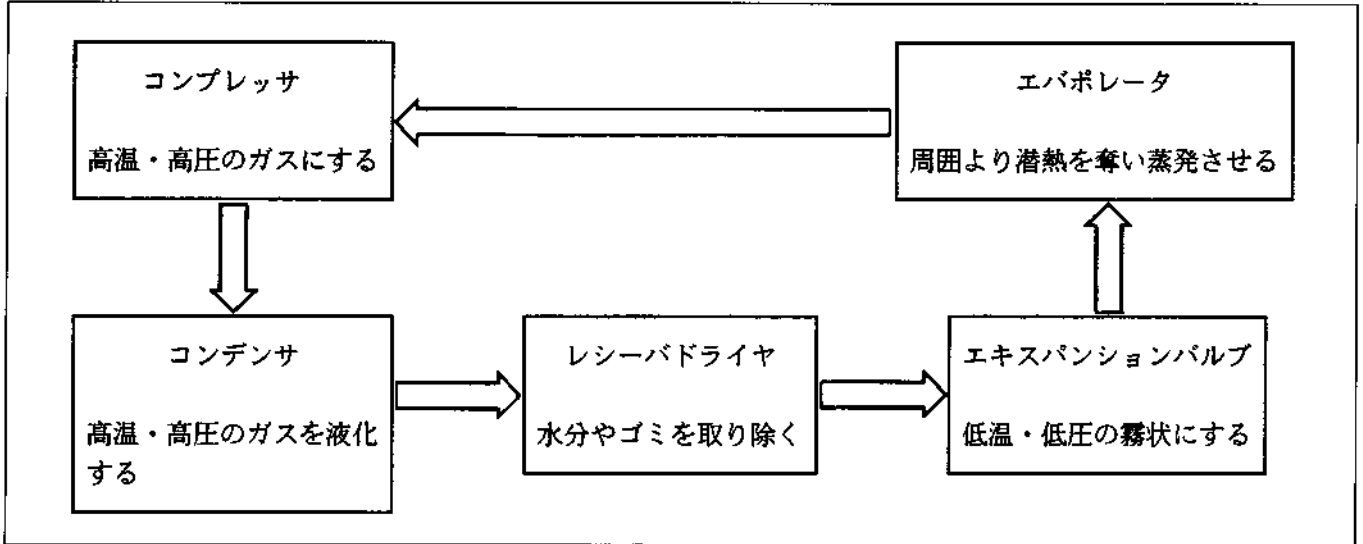 コンプレッサ
高温・高圧のガスにする
エバポレータ
周囲より潜熱を奪い蒸発させる
コンデンサ
高温・高圧のガスを液化
する
レシーバドライヤ
水分やゴミを取り除く
エキスパンションバルブ
低温・低圧の霧状にする